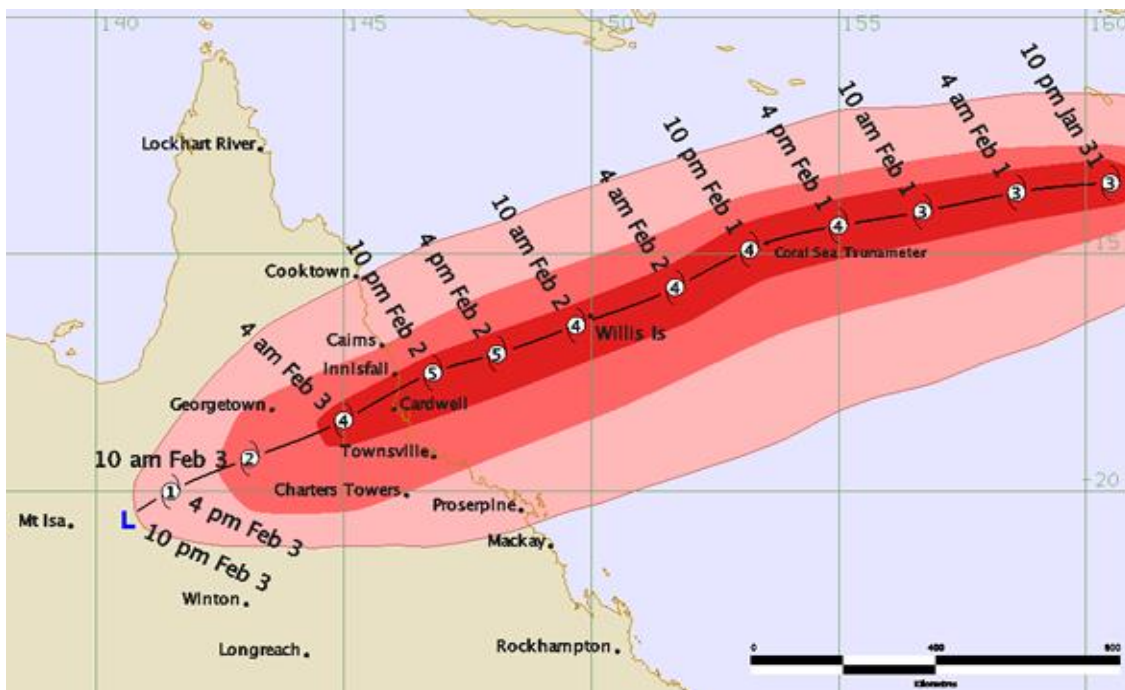 140
145
150
155
160
10 pm Jan 31
4 am Feb 1
10 am Feb 1
4 pm Feb 1
10 pm Feb 1
4 am Feb 2
10 am Feb 2
4 pm Feb 2
10 pm Feb 2
4 am Feb 3
10 am Feb 3
4 pm Feb 3
10 pm Feb 3
3
3
3
4
4
4
4
5
5
4
2
1
L
Lockhart River
15
Coral Sea Tsunameter
Cooktown
Willis Is
Cairns
Innisfail
Georgetown
Cardwell
Townsville
Charters Towers
-20
Proserpine
Mt Isa
Mackay
Winton
Longreach
Rockhampton
0
400
800
Kilometres